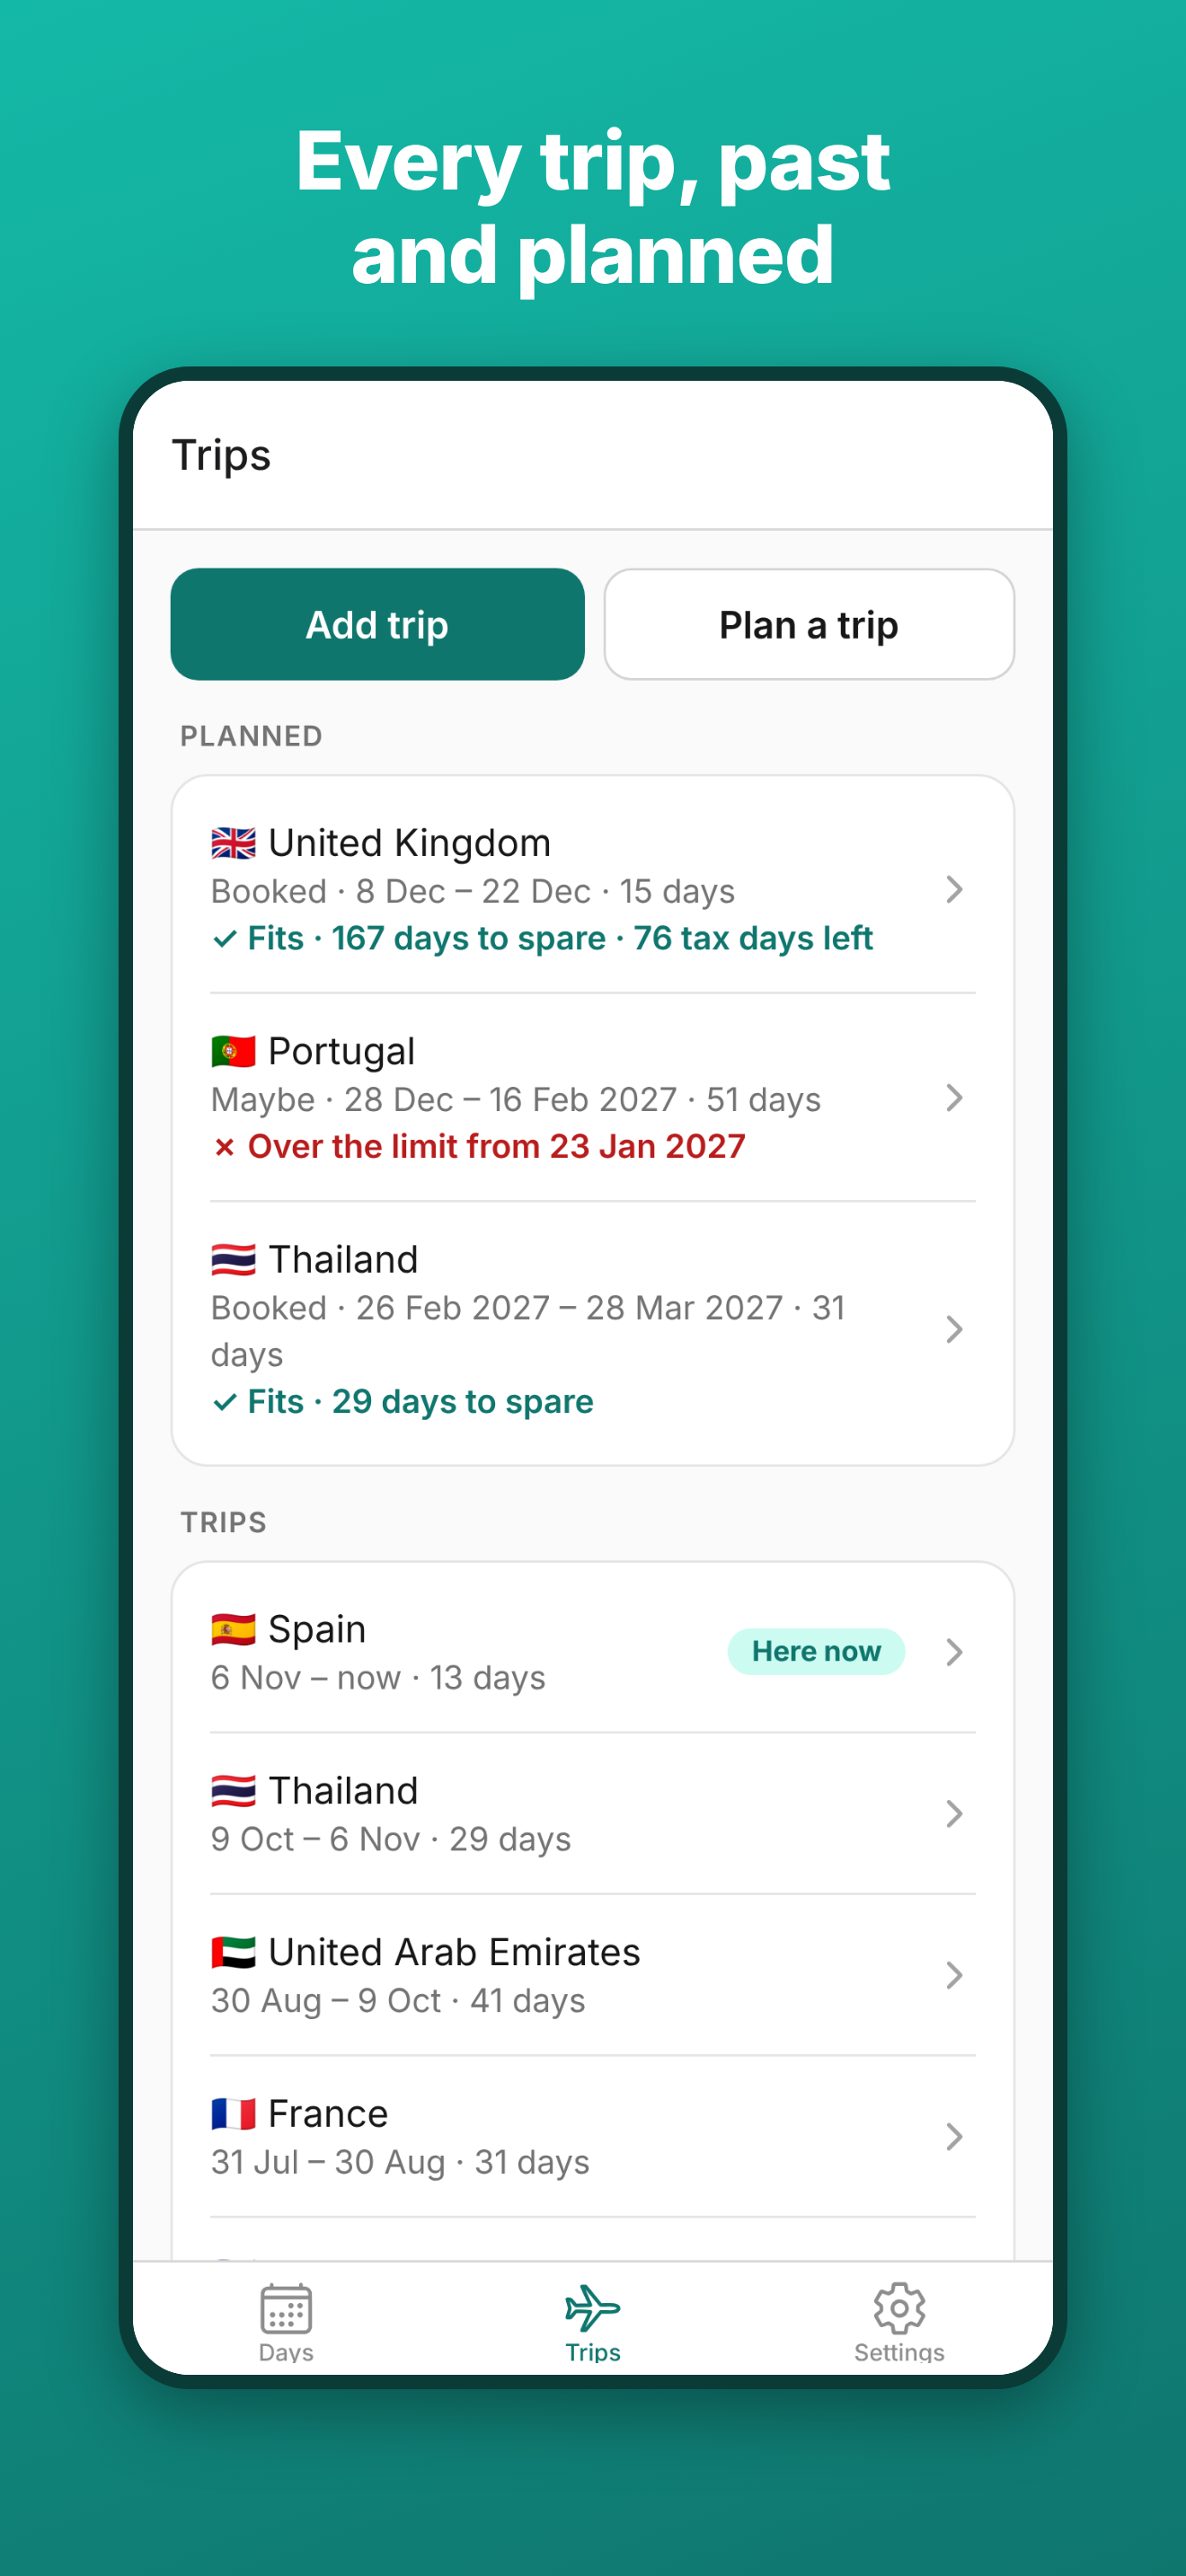 Every trip, past
and planned
Trips
Add trip
Plan a trip
PLANNED
United Kingdom
Booked · 8 Dec – 22 Dec · 15 days
✓ Fits · 167 days to spare · 76 tax days left
Portugal
Maybe · 28 Dec – 16 Feb 2027 · 51 days
× Over the limit from 23 Jan 2027
Thailand
Booked · 26 Feb 2027 – 28 Mar 2027 · 31
days
✓ Fits · 29 days to spare
TRIPS
Spain
Here now
6 Nov – now · 13 days
Thailand
9 Oct – 6 Nov · 29 days
United Arab Emirates
30 Aug – 9 Oct · 41 days
France
31 Jul – 30 Aug · 31 days
Days
Trips
Settings